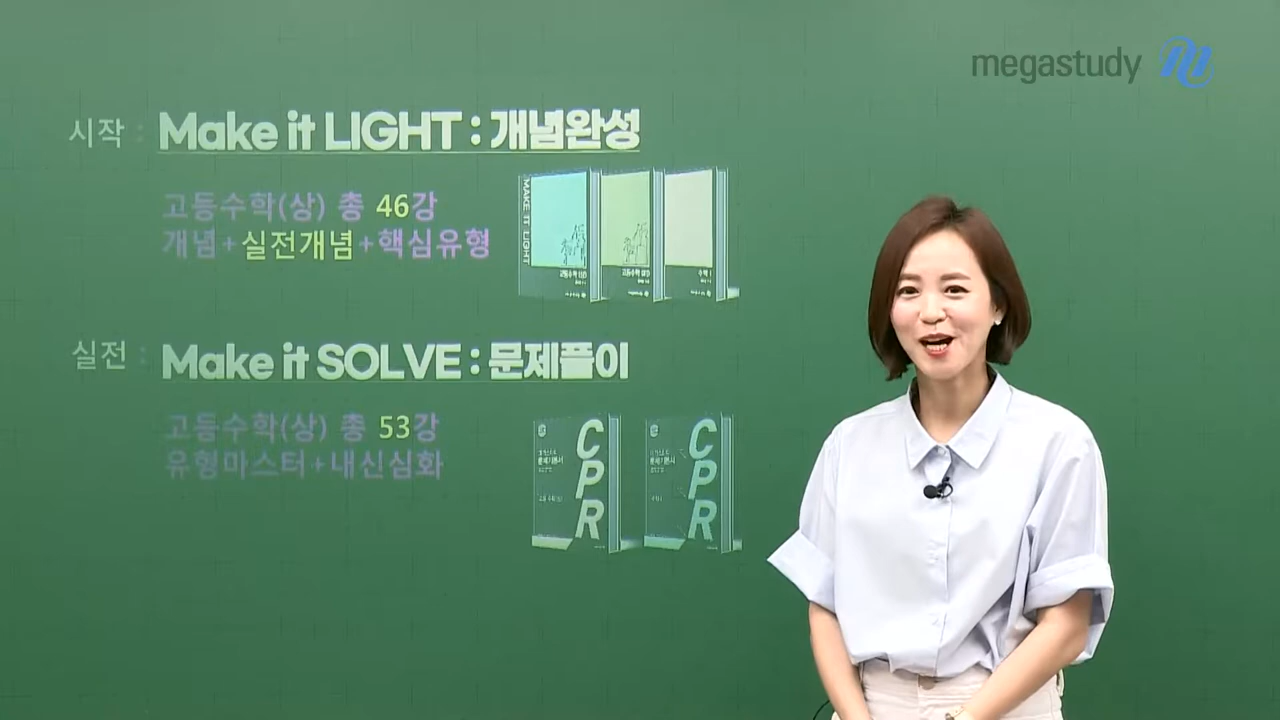 megastudy
시작 : Make it LIGHT : 개념완성
고등수학(상) 총 46강
개념+실전개념+핵심유형
MAKE IT LIGHT
실전 : Make it SOLVE : 문제풀이
고등수학(상) 총 53강
유형마스터+내신심화
CPR
CPR